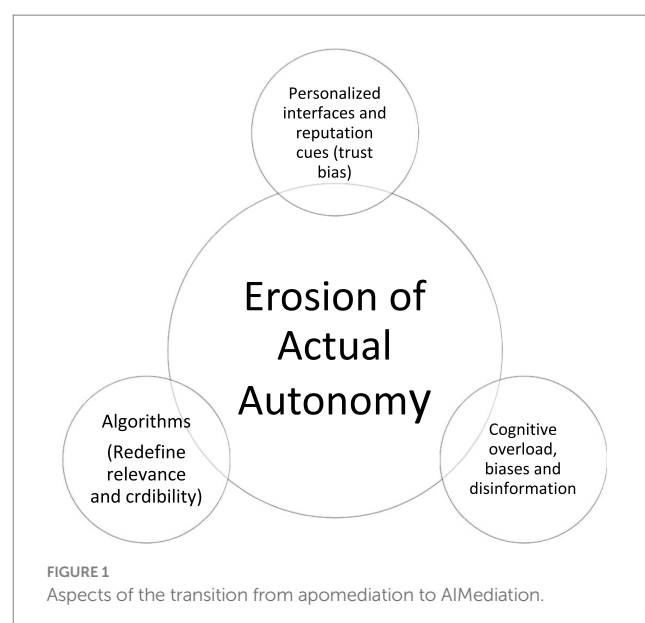 Personalized
interfaces and
reputation
cues (trust
bias)
Erosion of
Actual
Autonomy
Algorithms
(Redefine
relevance
and crdibility)
Cognitive
overload,
biases and
disinformation
FIGURE 1
Aspects of the transition from apomediation to AIMediation.